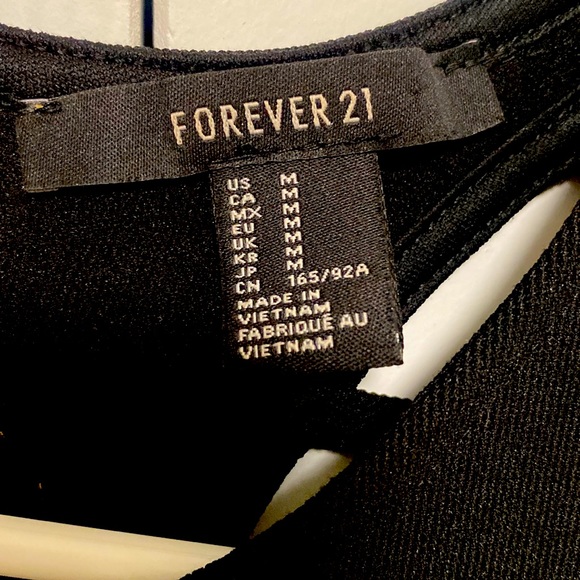 FOREVER 21
US M
CA M
MX M
EU M
UK M
KR M
JP M
CN 165/92A
MADE IN
VIETNAM
FABRIQUÉ AU
VIETNAM